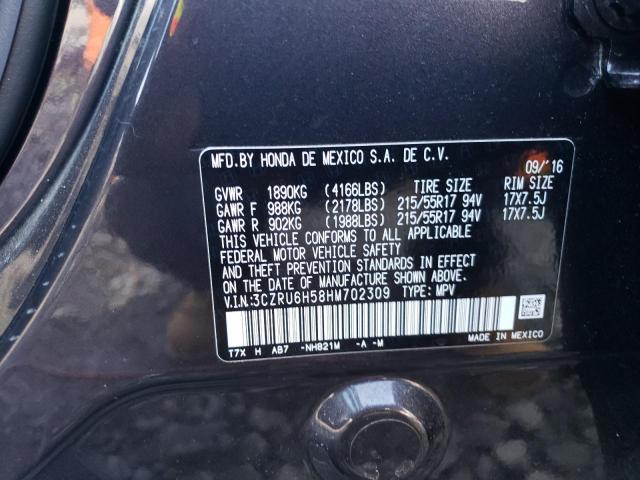 MFD.BY HONDA DE MEXICO S.A. DE C.V. 09/'16
GVWR 1890KG (4166LBS) TIRE SIZE RIM SIZE
GAWR F 988KG (2178LBS) 215/55R17 94V 17X7.5J
GAWR R 902KG (1988LBS) 215/55R17 94V 17X7.5J
THIS VEHICLE CONFORMS TO ALL APPLICABLE
FEDERAL MOTOR VEHICLE SAFETY
AND THEFT PREVENTION STANDARDS IN EFFECT
ON THE DATE OF MANUFACTURE SHOWN ABOVE.
V.I.N:3CZRU6H58HM702309 TYPE: MPV
T7X H AB7 -NH821M -A -M MADE IN MEXICO